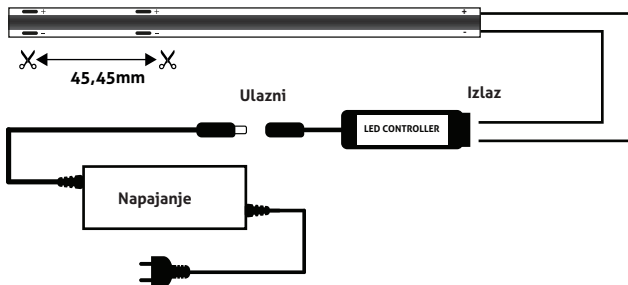 + + +
- - -
45,45mm
Ulazni
Izlaz
LED CONTROLLER
Napajanje